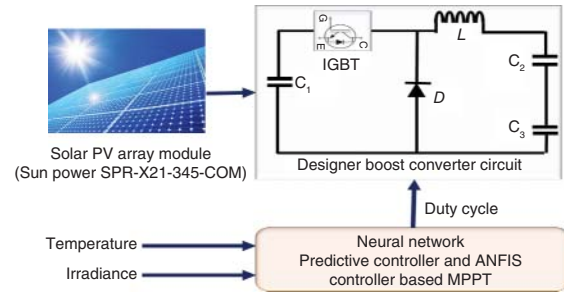 G
E
C
IGBT
L
C1
D
C2
C3
Solar PV array module
(Sun power SPR-X21-345-COM)
Designer boost converter circuit
Duty cycle
Temperature
Irradiance
Neural network
Predictive controller and ANFIS
controller based MPPT